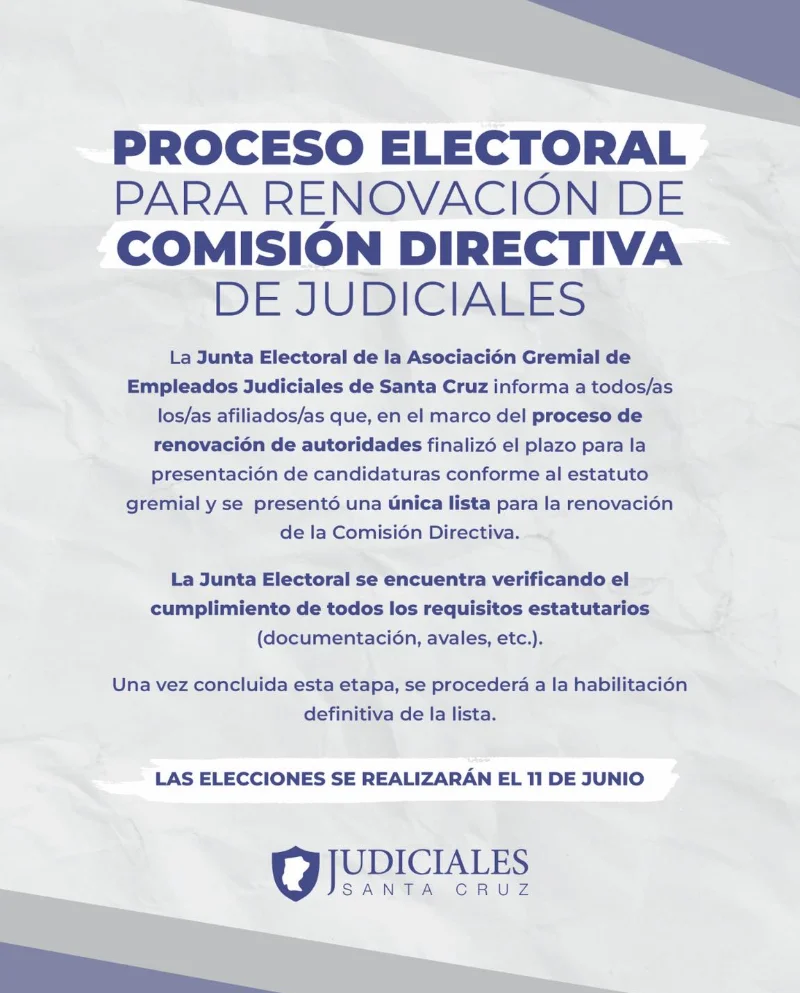 PROCESO ELECTORAL
PARA RENOVACIÓN DE
COMISIÓN DIRECTIVA
DE JUDICIALES
La Junta Electoral de la Asociación Gremial de
Empleados Judiciales de Santa Cruz informa a todos/as
los/as afiliados/as que, en el marco del proceso de
renovación de autoridades finalizó el plazo para la
presentación de candidaturas conforme al estatuto
gremial y se presentó una única lista para la renovación
de la Comisión Directiva.
La Junta Electoral se encuentra verificando el
cumplimiento de todos los requisitos estatutarios
(documentación, avales, etc.).
Una vez concluida esta etapa, se procederá a la habilitación
definitiva de la lista.
LAS ELECCIONES SE REALIZARÁN EL 11 DE JUNIO
JUDICIALES
SANTA CRUZ